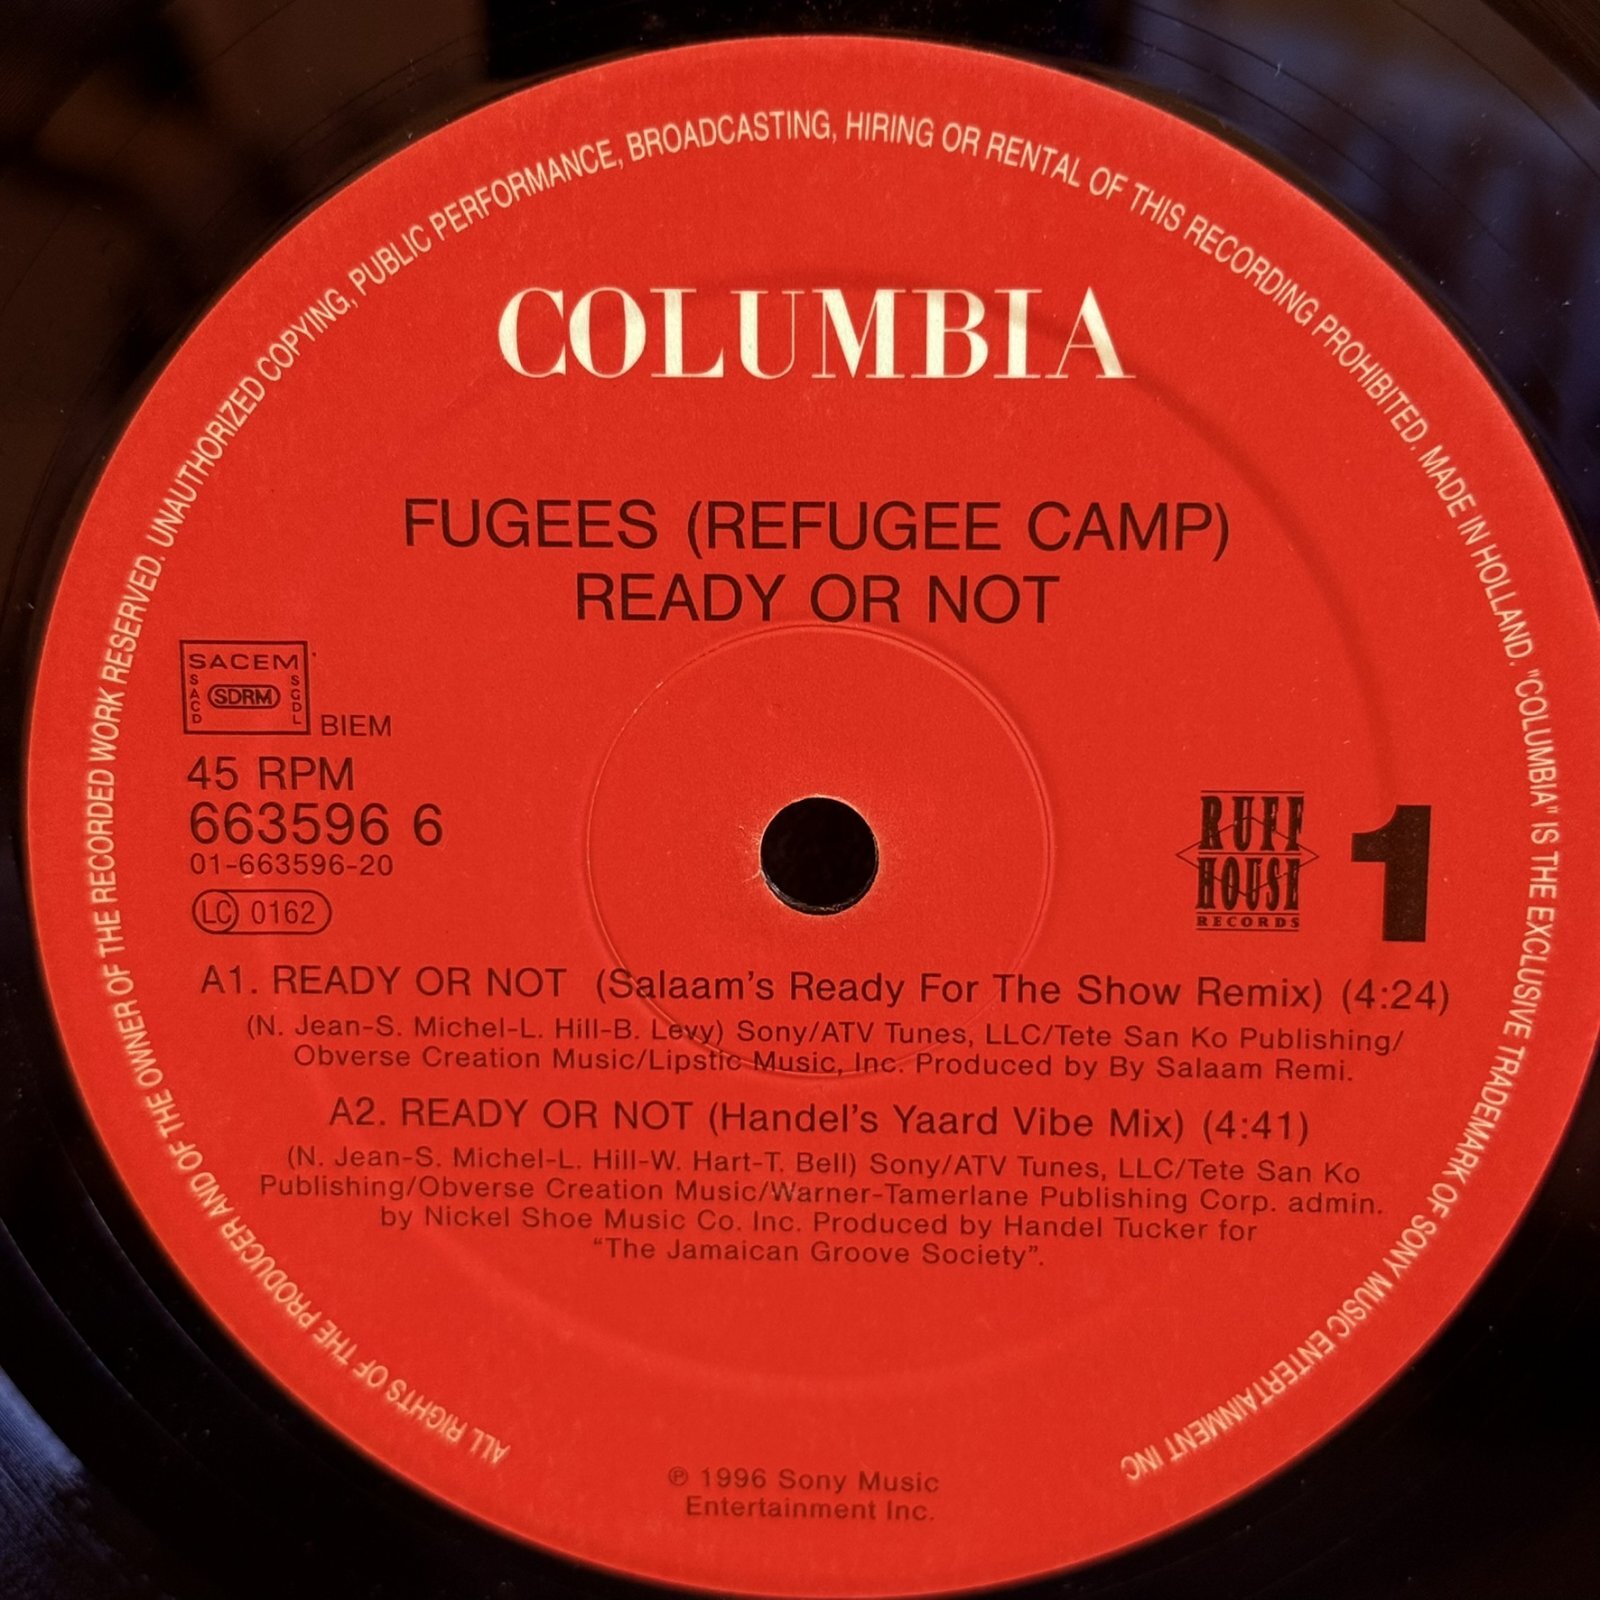 ALL RIGHTS OF THE PRODUCER AND OF THE OWNER OF THE RECORDED WORK RESERVED. UNAUTHORIZED COPYING, PUBLIC PERFORMANCE, BROADCASTING, HIRING OR RENTAL OF THIS RECORDING PROHIBITED. MADE IN HOLLAND. "COLUMBIA" IS THE EXCLUSIVE TRADEMARK OF SONY MUSIC ENTERTAINMENT INC
COLUMBIA
FUGEES (REFUGEE CAMP)
READY OR NOT
SACEM
SACD
SDRM
SGDL
BIEM
45 RPM
663596 6
01-663596-20
LC 0162
RUFF
HOUSE
RECORDS
1
A1. READY OR NOT (Salaam's Ready For The Show Remix) (4:24)
(N. Jean-S. Michel-L. Hill-B. Levy) Sony/ATV Tunes, LLC/Tete San Ko Publishing/
Obverse Creation Music/Lipstic Music, Inc. Produced by By Salaam Remi.
A2. READY OR NOT (Handel's Yaard Vibe Mix) (4:41)
(N. Jean-S. Michel-L. Hill-W. Hart-T. Bell) Sony/ATV Tunes, LLC/Tete San Ko
Publishing/Obverse Creation Music/Warner-Tamerlane Publishing Corp. admin.
by Nickel Shoe Music Co. Inc. Produced by Handel Tucker for
"The Jamaican Groove Society".
℗ 1996 Sony Music
Entertainment Inc.